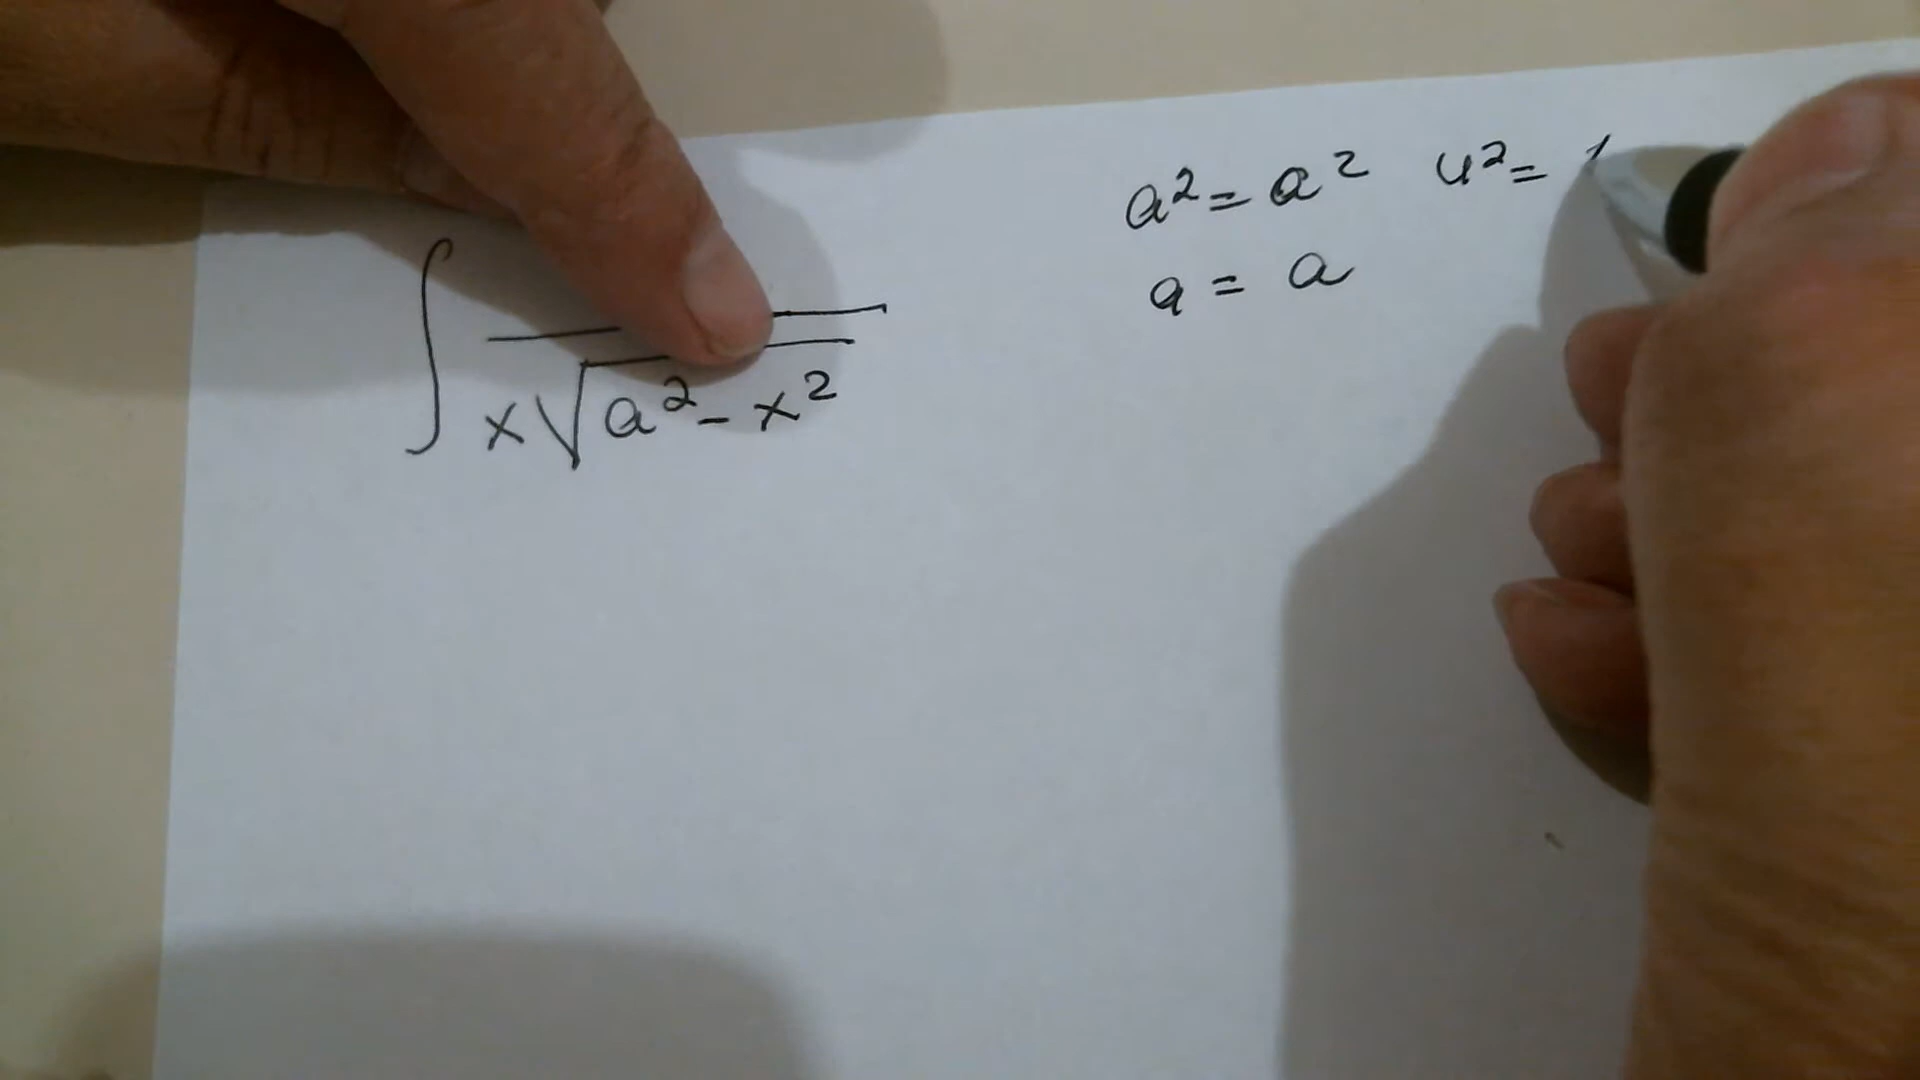 ∫ ───── / x√(a² - x²)
a² = a² u² =
a = a